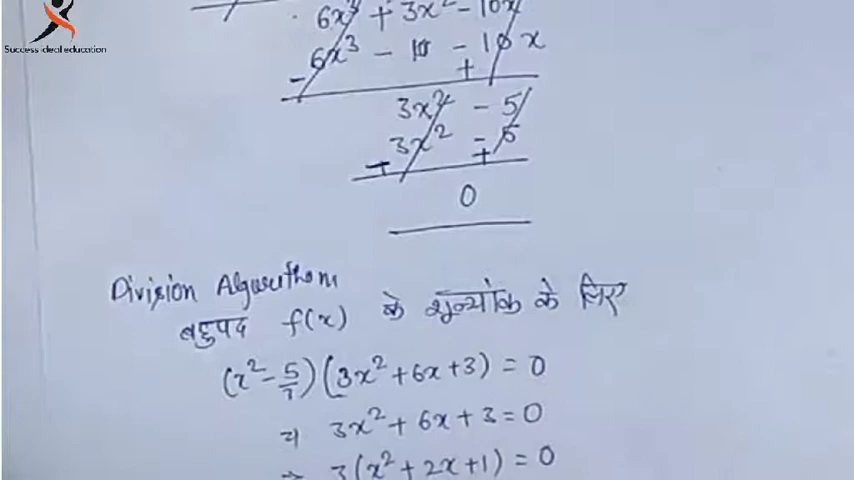 6x³ + 3x² - 10x
Success ideal education
- 6x³ - 10 - 10x
+
3x² - 5
3x² - 5
- +
0
Division Algorithm
बहुपद f(x) के शून्यांक के लिए
(x² - 5/3)(3x² + 6x + 3) = 0
⇒ 3x² + 6x + 3 = 0
⇒ 3(x² + 2x + 1) = 0